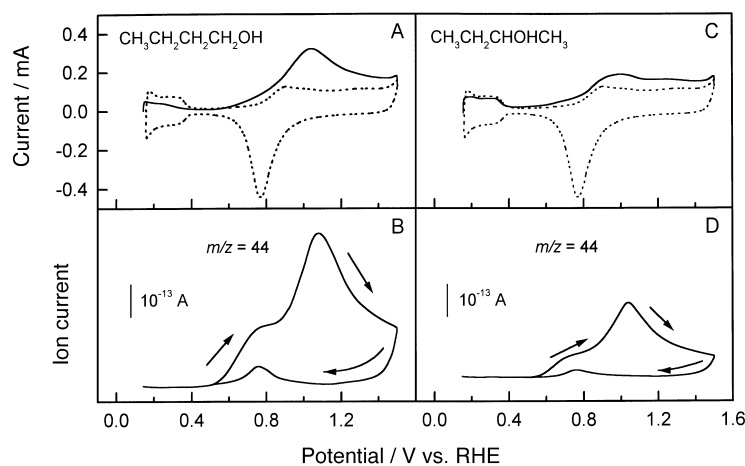 CH₃CH₂CH₂CH₂OH A
CH₃CH₂CHOHCH₃ C
Current / mA
0.4
0.2
0.0
-0.2
-0.4
B
m/z = 44
10⁻¹³ A
D
m/z = 44
10⁻¹³ A
Ion current
0.0 0.4 0.8 1.2 0.0 0.4 0.8 1.2 1.6
Potential / V vs. RHE